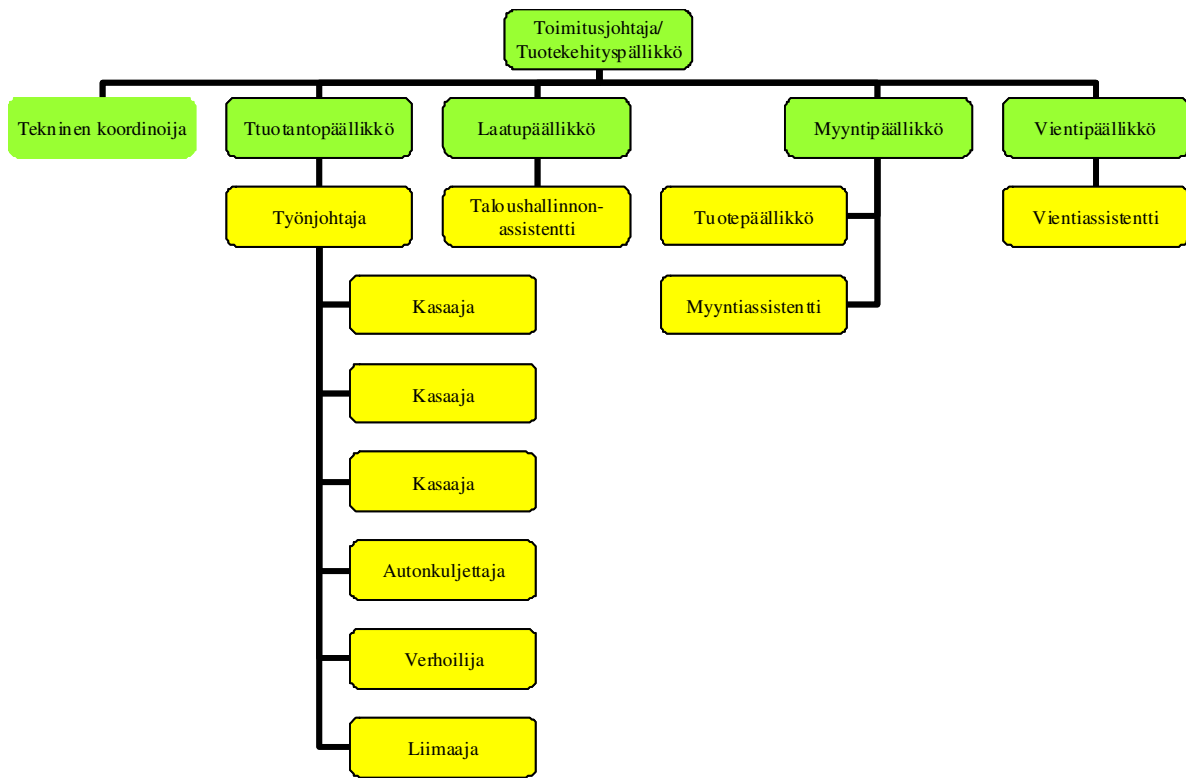 Toimitusjohtaja/
Tuotekehityspällikkö
Tekninen koordinoija
Ttuotantopäällikkö
Laatupäällikkö
Myyntipäällikkö
Vientipäällikkö
Työnjohtaja
Taloushallinnon-
assistentti
Tuotepäällikkö
Vientiassistentti
Kasaaja
Myyntiassistentti
Kasaaja
Kasaaja
Autonkuljettaja
Verhoilija
Liimaaja